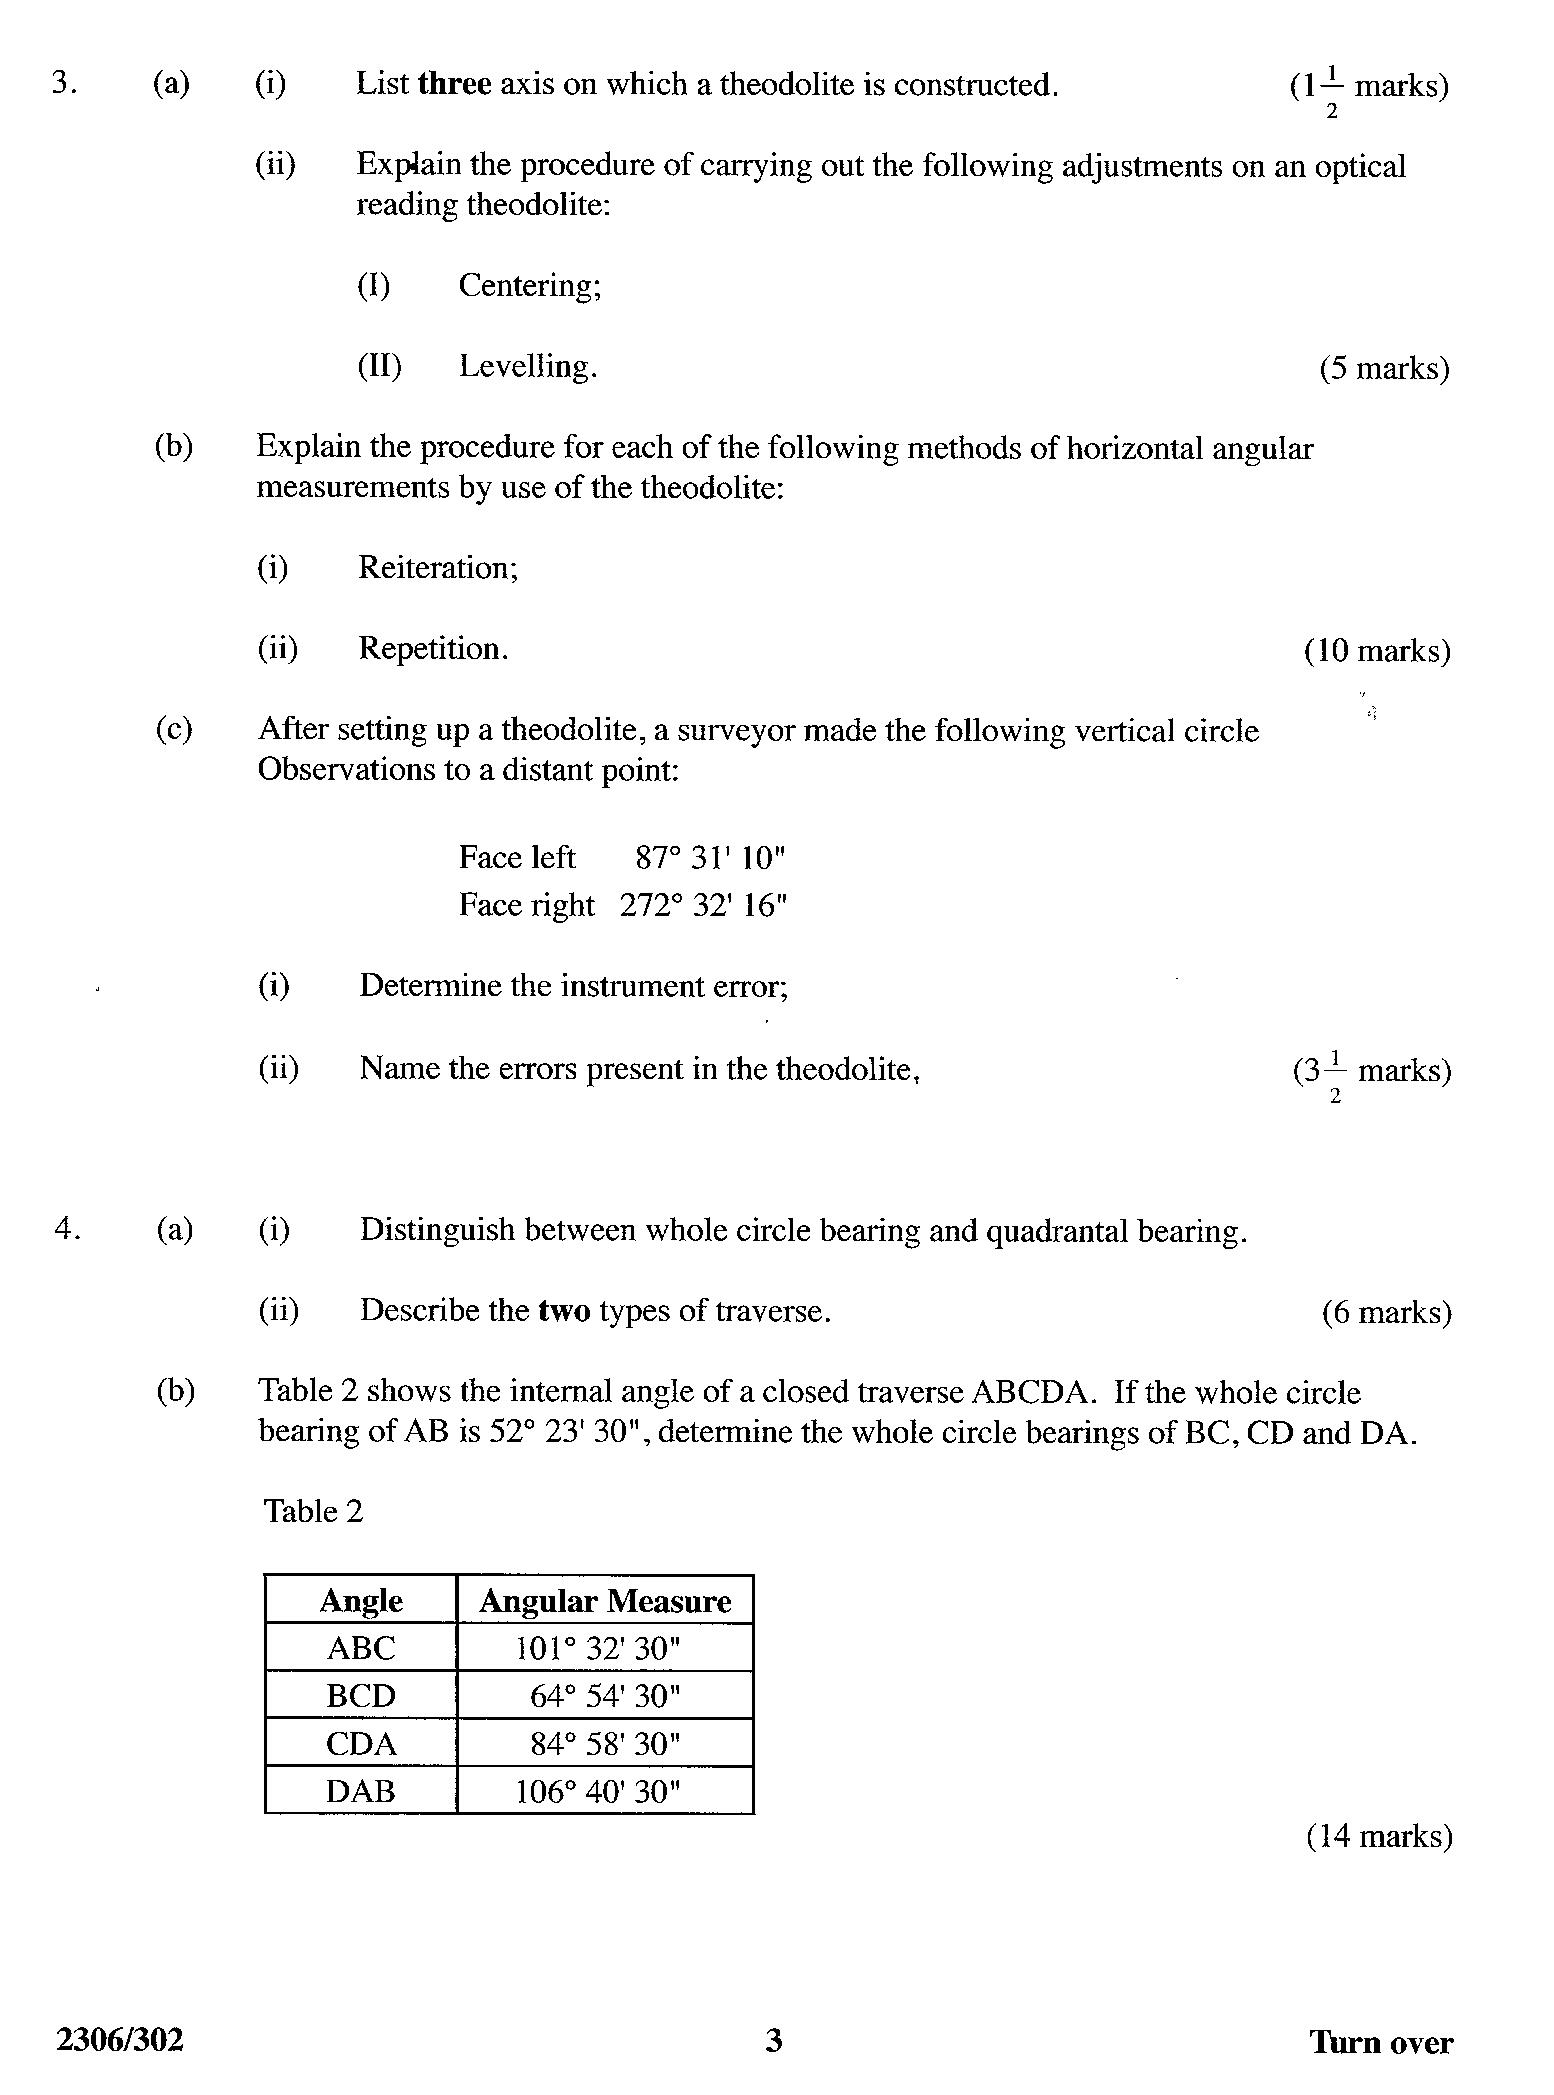 3. (a) (i) List three axis on which a theodolite is constructed. (1 1/2 marks)
(ii) Explain the procedure of carrying out the following adjustments on an optical
reading theodolite:
(I) Centering;
(II) Levelling. (5 marks)
(b) Explain the procedure for each of the following methods of horizontal angular
measurements by use of the theodolite:
(i) Reiteration;
(ii) Repetition. (10 marks)
(c) After setting up a theodolite, a surveyor made the following vertical circle
Observations to a distant point:
Face left 87° 31' 10"
Face right 272° 32' 16"
(i) Determine the instrument error;
(ii) Name the errors present in the theodolite, (3 1/2 marks)
4. (a) (i) Distinguish between whole circle bearing and quadrantal bearing.
(ii) Describe the two types of traverse. (6 marks)
(b) Table 2 shows the internal angle of a closed traverse ABCDA. If the whole circle
bearing of AB is 52° 23' 30", determine the whole circle bearings of BC, CD and DA.
Table 2
Angle Angular Measure
ABC 101° 32' 30"
BCD 64° 54' 30"
CDA 84° 58' 30"
DAB 106° 40' 30"
(14 marks)
2306/302 3 Turn over